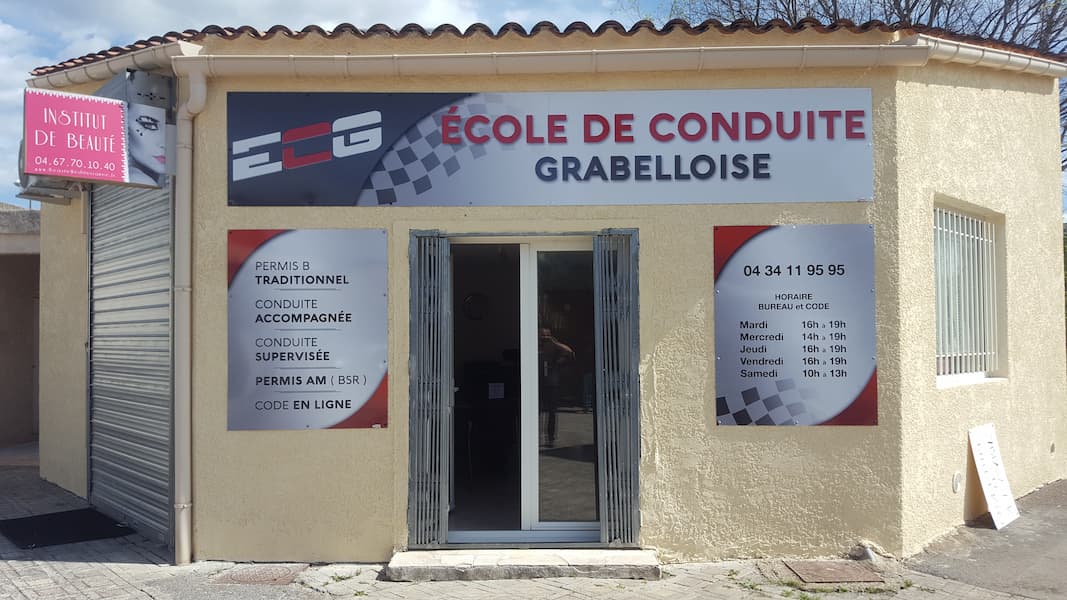 INSTITUT
DE BEAUTÉ
04.67.70.10.40
ECG
ÉCOLE DE CONDUITE
GRABELLOISE
PERMIS B
TRADITIONNEL
CONDUITE
ACCOMPAGNÉE
CONDUITE
SUPERVISÉE
PERMIS AM ( BSR )
CODE EN LIGNE
04 34 11 95 95
HORAIRE
BUREAU et CODE
Mardi 16h à 19h
Mercredi 14h à 19h
Jeudi 16h à 19h
Vendredi 16h à 19h
Samedi 10h à 13h